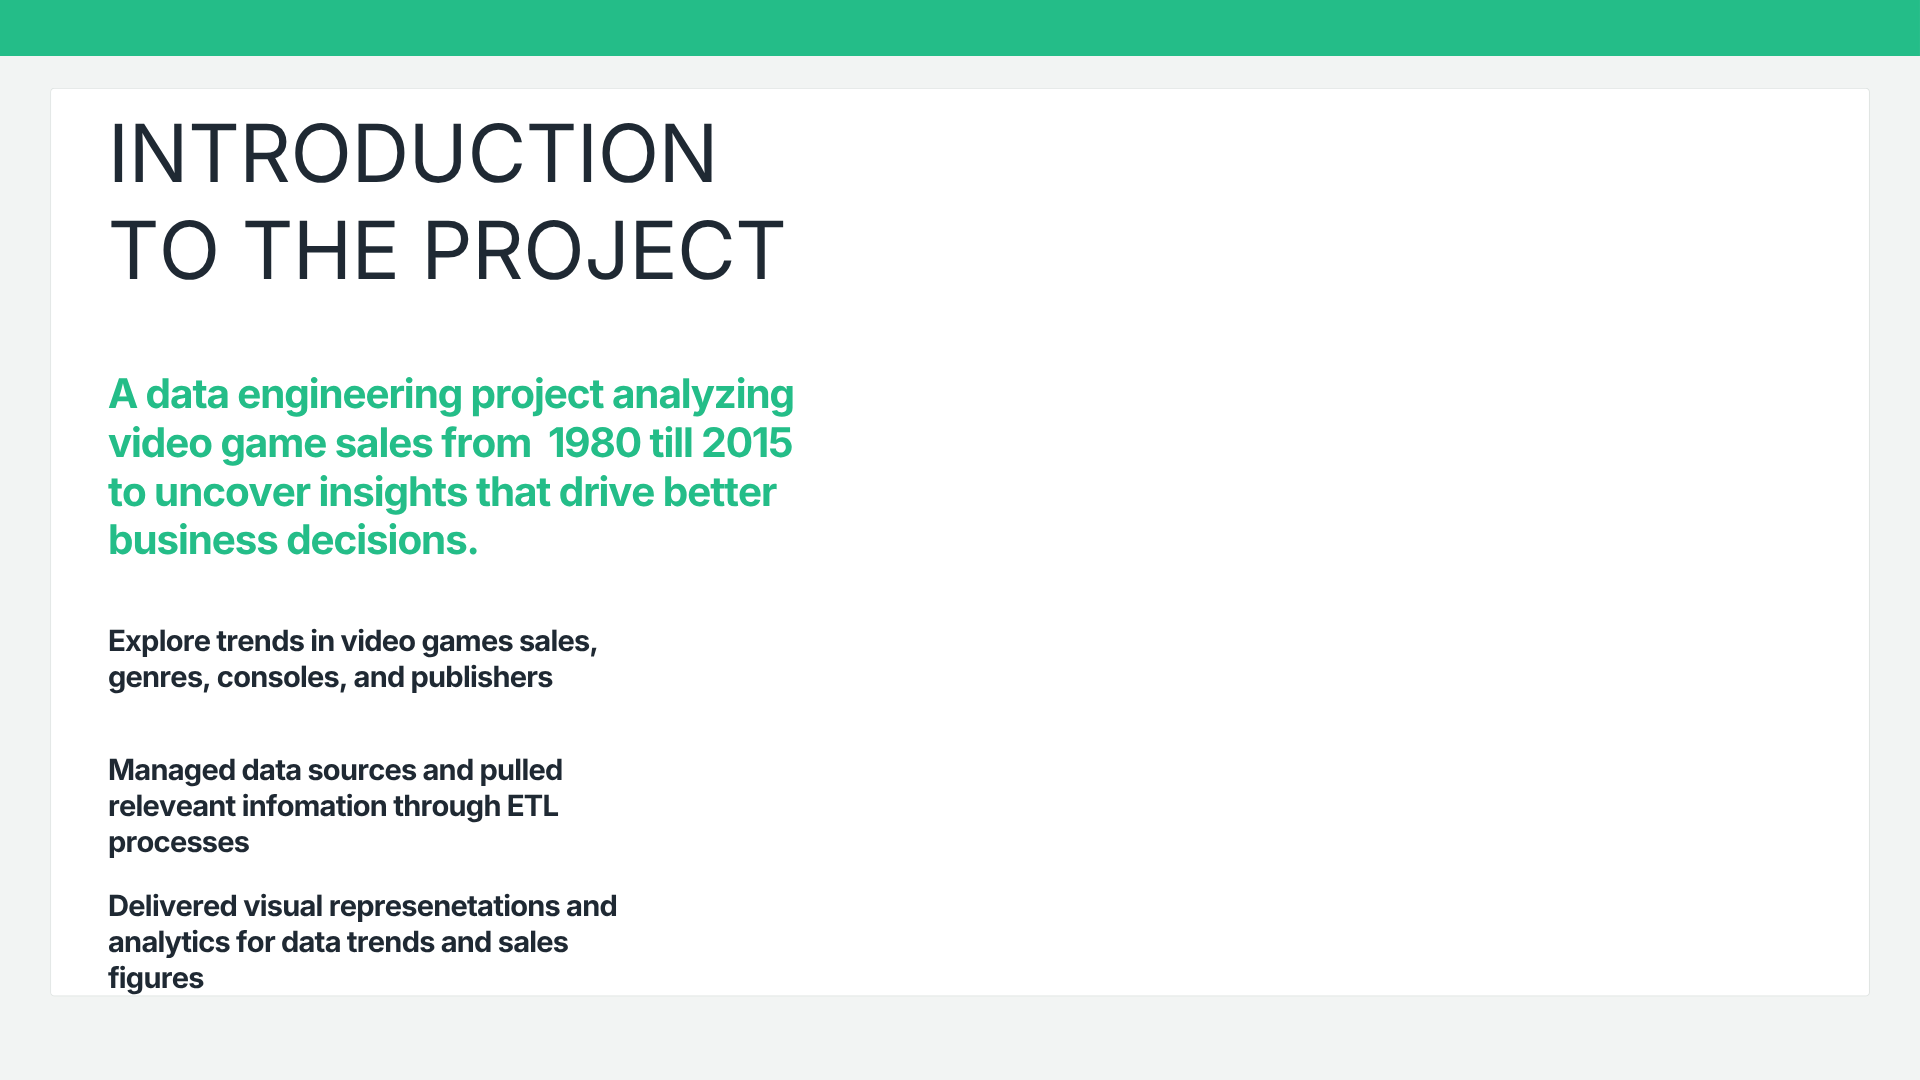 INTRODUCTION
TO THE PROJECT
A data engineering project analyzing
video game sales from  1980 till 2015
to uncover insights that drive better
business decisions.
Explore trends in video games sales,
genres, consoles, and publishers
Managed data sources and pulled
releveant infomation through ETL
processes
Delivered visual represenetations and
analytics for data trends and sales
figures